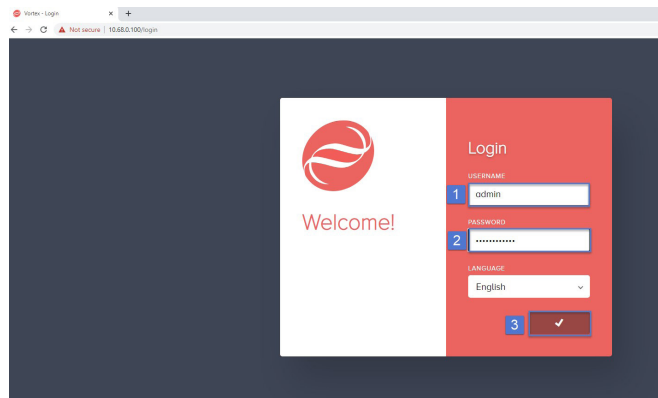 Vortex - Login
Not secure | 10.68.0.100/login
Welcome!
Login
USERNAME
1 admin
PASSWORD
2 ••••••••••••
LANGUAGE
English
3